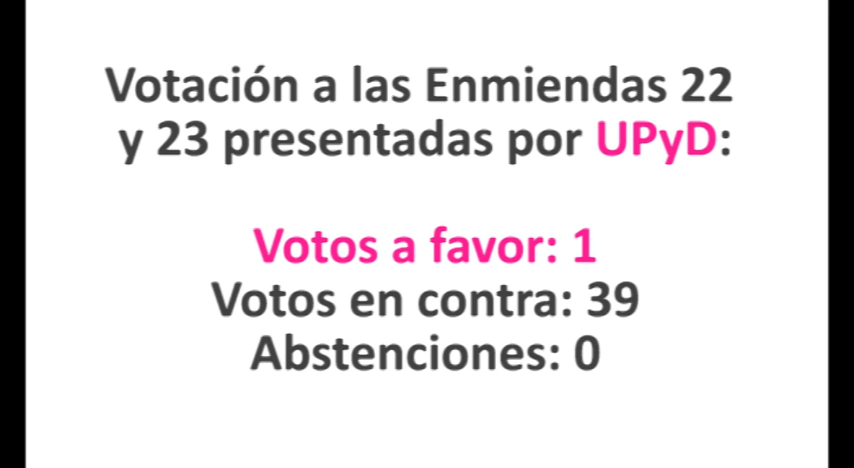 Votación a las Enmiendas 22
y 23 presentadas por UPyD:
Votos a favor: 1
Votos en contra: 39
Abstenciones: 0